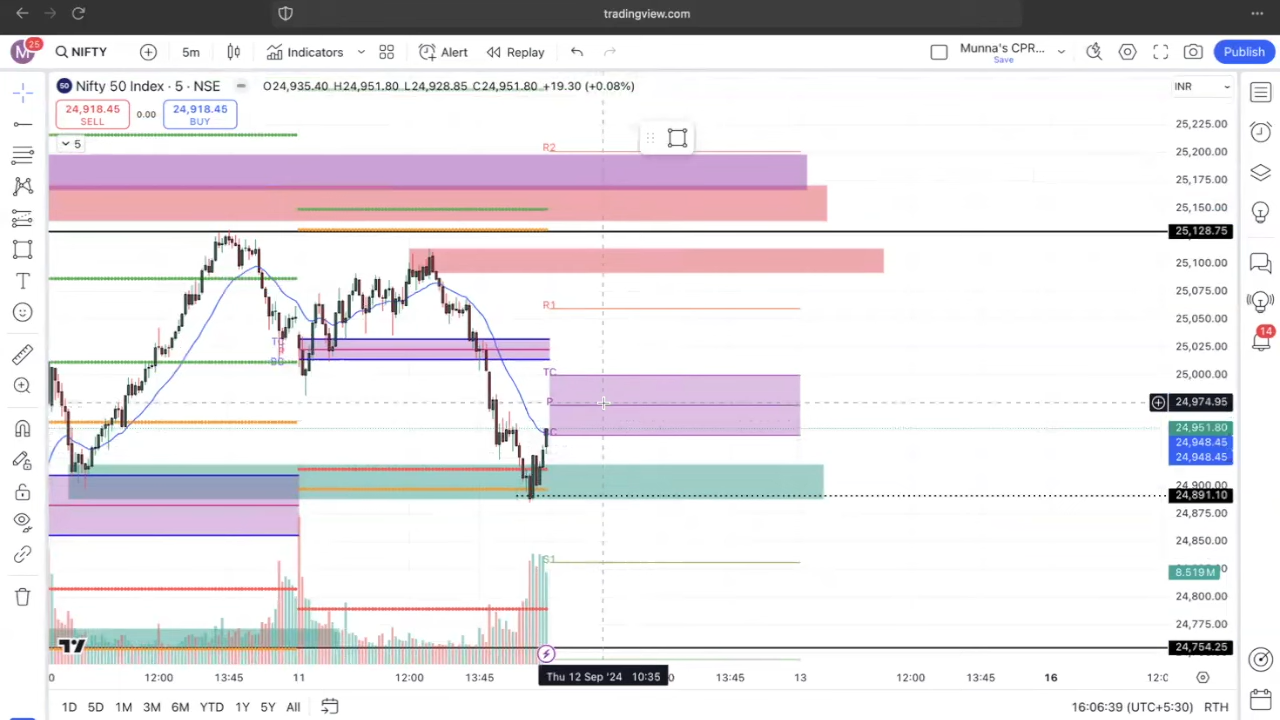 tradingview.com
M 25 NIFTY 5m Indicators Alert Replay Munna's CPR... Save Publish
50 Nifty 50 Index · 5 · NSE O24,935.40 H24,951.80 L24,928.85 C24,951.80 +19.30 (+0.08%) INR
24,918.45 SELL 0.00 24,918.45 BUY
5
25,225.00
R2 25,200.00
25,175.00
25,150.00
25,128.75
25,100.00
25,075.00
R1
25,050.00
TC
25,025.00
TC 25,000.00
P 24,974.95
24,951.80
24,948.45
24,948.45
24,900.00
24,891.10
24,875.00
24,850.00
S1
8.519M
24,800.00
24,775.00
24,754.25
Thu 12 Sep '24 10:35
12:00 13:45 11 12:00 13:45 13:45 13 12:00 13:45 16
1D 5D 1M 3M 6M YTD 1Y 5Y All 16:06:39 (UTC+5:30) RTH
14